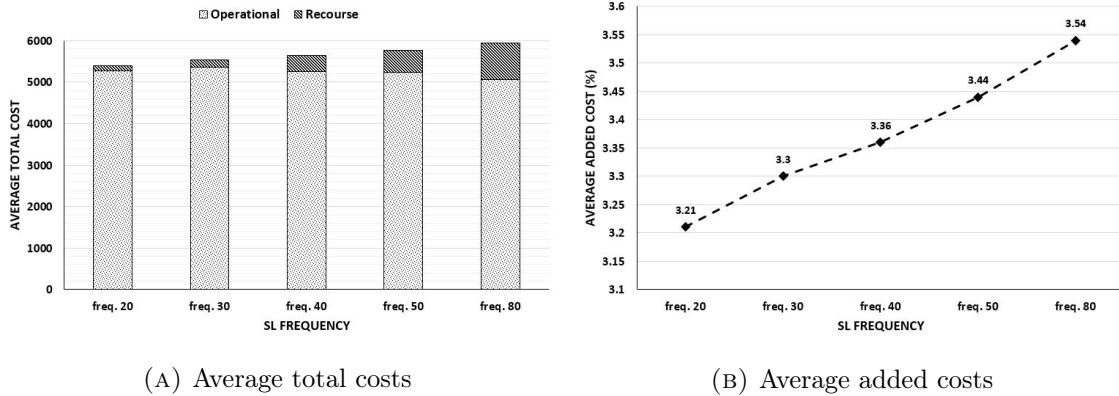 Operational Recourse
6000
5000
4000
3000
2000
1000
0
AVERAGE TOTAL COST
freq. 20 freq. 30 freq. 40 freq. 50 freq. 80
SL FREQUENCY
(A) Average total costs
3.6
3.55
3.5
3.45
3.4
3.35
3.3
3.25
3.2
3.15
3.1
AVERAGE ADDED COST (%)
3.21
3.3
3.36
3.44
3.54
freq. 20 freq. 30 freq. 40 freq. 50 freq. 80
SL FREQUENCY
(B) Average added costs